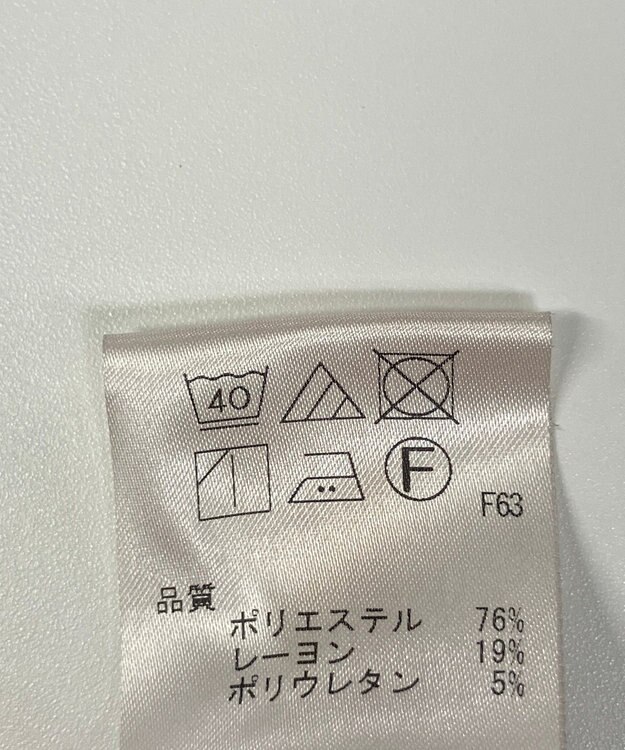 40
F
F63
品質
ポリエステル 76%
レーヨン 19%
ポリウレタン 5%